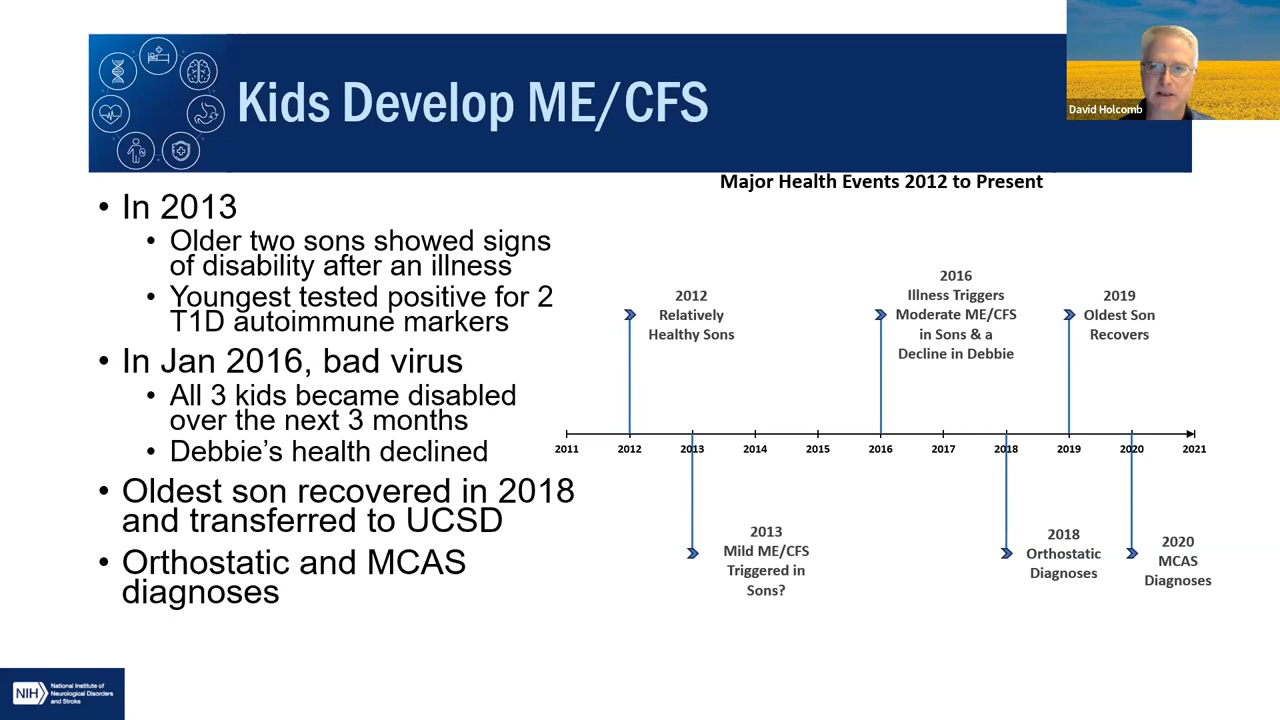 Kids Develop ME/CFS
David Holcomb
• In 2013
• Older two sons showed signs
of disability after an illness
• Youngest tested positive for 2
T1D autoimmune markers
• In Jan 2016, bad virus
• All 3 kids became disabled
over the next 3 months
• Debbie’s health declined
• Oldest son recovered in 2018
and transferred to UCSD
• Orthostatic and MCAS
diagnoses
Major Health Events 2012 to Present
2012
Relatively
Healthy Sons
2016
Illness Triggers
Moderate ME/CFS
in Sons & a
Decline in Debbie
2019
Oldest Son
Recovers
2011 2012 2013 2014 2015 2016 2017 2018 2019 2020 2021
2013
Mild ME/CFS
Triggered in
Sons?
2018
Orthostatic
Diagnoses
2020
MCAS
Diagnoses
NIH
National Institute of
Neurological Disorders
and Stroke